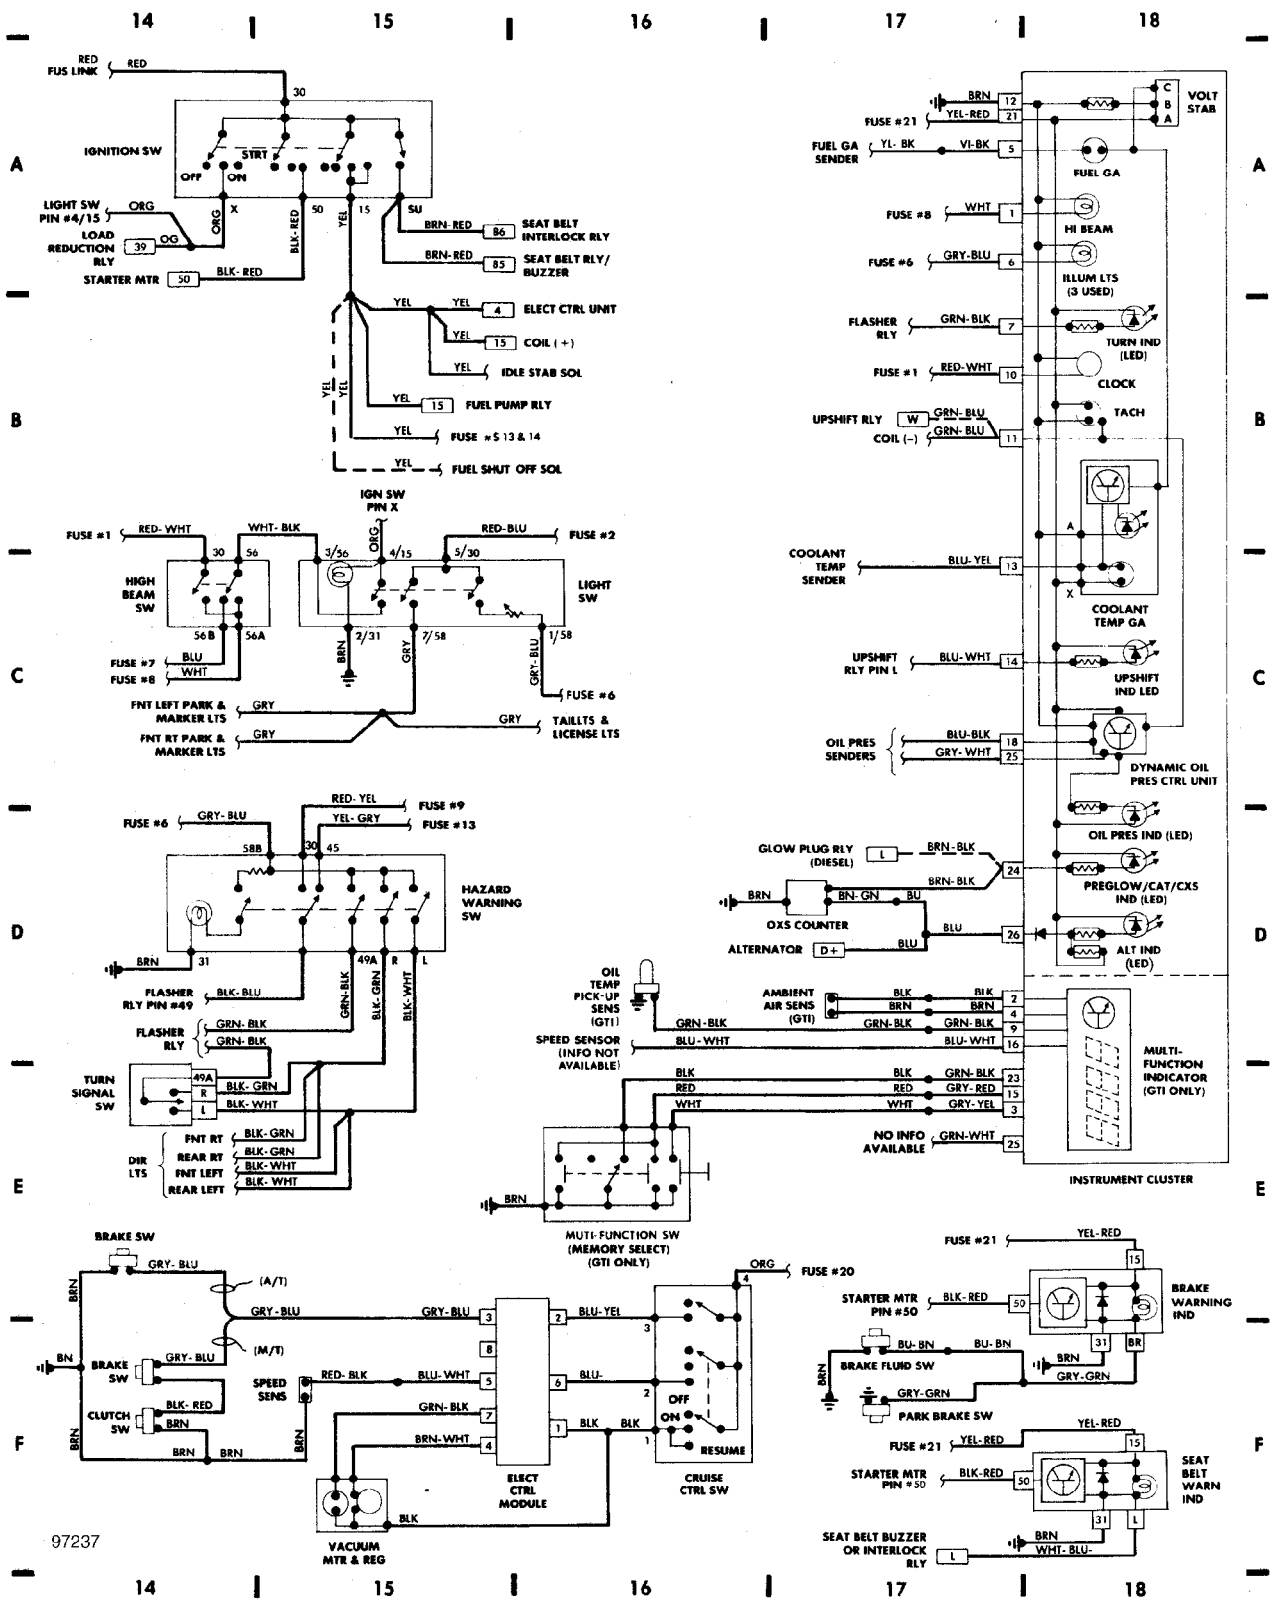 14 15 16 17 18
RED
FUS LINK
RED
30
IGNITION SW
STRT
OFF
ON
A
LIGHT SW
PIN #4/15
ORG
ORG
X
50
15
SU
LOAD
REDUCTION
RLY
39
OG
BLK-RED
YEL
STARTER MTR
50
BLK-RED
BRN-RED
86
SEAT BELT
INTERLOCK RLY
BRN-RED
85
SEAT BELT RLY/
BUZZER
YEL
YEL
4
ELECT CTRL UNIT
YEL
15
COIL (+)
YEL
IDLE STAB SOL
YEL
YEL
YEL
15
FUEL PUMP RLY
YEL
FUSE #S 13 & 14
YEL
FUEL SHUT OFF SOL
B
IGN SW
PIN X
ORG
FUSE #1
RED-WHT
WHT-BLK
RED-BLU
FUSE #2
30
56
3/56
4/15
5/30
HIGH
BEAM
SW
LIGHT
SW
56B
56A
2/31
7/58
1/58
FUSE #7
BLU
FUSE #8
WHT
BRN
GRY
GRY-BLU
FUSE #6
C
FNT LEFT PARK &
MARKER LTS
GRY
FNT RT PARK &
MARKER LTS
GRY
GRY
TAILLTS &
LICENSE LTS
RED-YEL
FUSE #9
FUSE #6
GRY-BLU
YEL-GRY
FUSE #13
58B
30
45
HAZARD
WARNING
SW
D
BRN
31
49A
R
L
FLASHER
RLY PIN #49
BLK-BLU
GRN-BLK
BLK-GRN
BLK-WHT
FLASHER
RLY
GRN-BLK
GRN-BLK
TURN
SIGNAL
SW
49A
R
BLK-GRN
L
BLK-WHT
DIR
LTS
FNT RT
BLK-GRN
REAR RT
BLK-GRN
FNT LEFT
BLK-WHT
REAR LEFT
BLK-WHT
E
BRAKE SW
GRY-BLU
(A/T)
BRN
GRY-BLU
GRY-BLU
3
(M/T)
BN
BRAKE
SW
GRY-BLU
CLUTCH
SW
BLK-RED
BRN
BRN
BRN
BRN
BRN
SPEED
SENS
RED-BLK
BLU-WHT
8
5
GRN-BLK
7
BRN-WHT
4
ELECT
CTRL
MODULE
2
BLU-YEL
6
BLU-
1
BLK
BLK
BLK
VACUUM
MTR & REG
ORG
FUSE #20
4
3
2
1
OFF
ON
RESUME
CRUISE
CTRL SW
F
97237
A
BRN
12
FUSE #21
YEL-RED
21
C
B
A
VOLT
STAB
FUEL GA
SENDER
YL-BK
VI-BK
5
FUEL GA
FUSE #8
WHT
1
HI BEAM
FUSE #6
GRY-BLU
6
ILLUM LTS
(3 USED)
FLASHER
RLY
GRN-BLK
7
TURN IND
(LED)
FUSE #1
RED-WHT
10
CLOCK
UPSHIFT RLY
W
GRN-BLU
COIL (-)
GRN-BLU
11
TACH
B
COOLANT
TEMP
SENDER
BLU-YEL
13
A
X
COOLANT
TEMP GA
UPSHIFT
RLY PIN L
BLU-WHT
14
UPSHIFT
IND LED
C
OIL PRES
SENDERS
BLU-BLK
18
GRY-WHT
25
DYNAMIC OIL
PRES CTRL UNIT
OIL PRES IND (LED)
GLOW PLUG RLY
(DIESEL)
L
BRN-BLK
BRN-BLK
24
PREGLOW/CAT/CXS
IND (LED)
BRN
BN-GN
BU
OXS COUNTER
ALTERNATOR
D+
BLU
BLU
26
ALT IND
(LED)
D
OIL
TEMP
PICK-UP
SENS
(GTI)
AMBIENT
AIR SENS
(GTI)
BLK
BLK
2
BRN
BRN
4
GRN-BLK
GRN-BLK
GRN-BLK
9
SPEED SENSOR
(INFO NOT
AVAILABLE)
BLU-WHT
BLU-WHT
16
MULTI-
FUNCTION
INDICATOR
(GTI ONLY)
BLK
BLK
GRN-BLK
23
RED
RED
GRY-RED
15
WHT
WHT
GRY-YEL
3
NO INFO
AVAILABLE
GRN-WHT
25
INSTRUMENT CLUSTER
BRN
MUTI-FUNCTION SW
(MEMORY SELECT)
(GTI ONLY)
E
FUSE #21
YEL-RED
15
STARTER MTR
PIN #50
BLK-RED
50
BRAKE
WARNING
IND
31
BR
BU-BN
BU-BN
BRAKE FLUID SW
BRN
BRN
GRY-GRN
GRY-GRN
PARK BRAKE SW
FUSE #21
YEL-RED
YEL-RED
15
STARTER MTR
PIN #50
BLK-RED
50
SEAT
BELT
WARN
IND
31
L
BRN
SEAT BELT BUZZER
OR INTERLOCK
RLY
L
WHT-BLU-
F
14 15 16 17 18